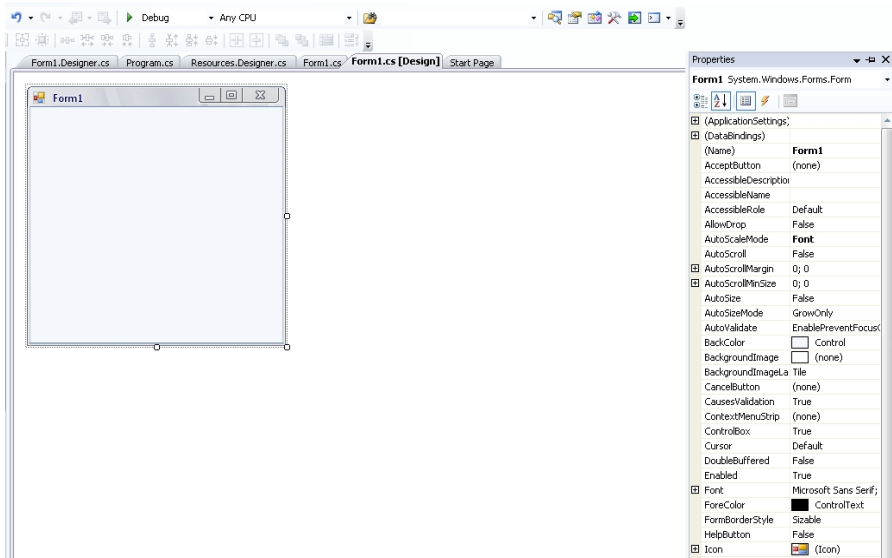 Debug Any CPU
Form1.Designer.cs Program.cs Resources.Designer.cs Form1.cs Form1.cs [Design] Start Page
Form1
Properties
Form1 System.Windows.Forms.Form
(ApplicationSettings)
(DataBindings)
(Name) Form1
AcceptButton (none)
AccessibleDescription
AccessibleName
AccessibleRole Default
AllowDrop False
AutoScaleMode Font
AutoScroll False
AutoScrollMargin 0; 0
AutoScrollMinSize 0; 0
AutoSize False
AutoSizeMode GrowOnly
AutoValidate EnablePreventFocusC
BackColor Control
BackgroundImage (none)
BackgroundImageLa Tile
CancelButton (none)
CausesValidation True
ContextMenuStrip (none)
ControlBox True
Cursor Default
DoubleBuffered False
Enabled True
Font Microsoft Sans Serif;
ForeColor ControlText
FormBorderStyle Sizable
HelpButton False
Icon (Icon)